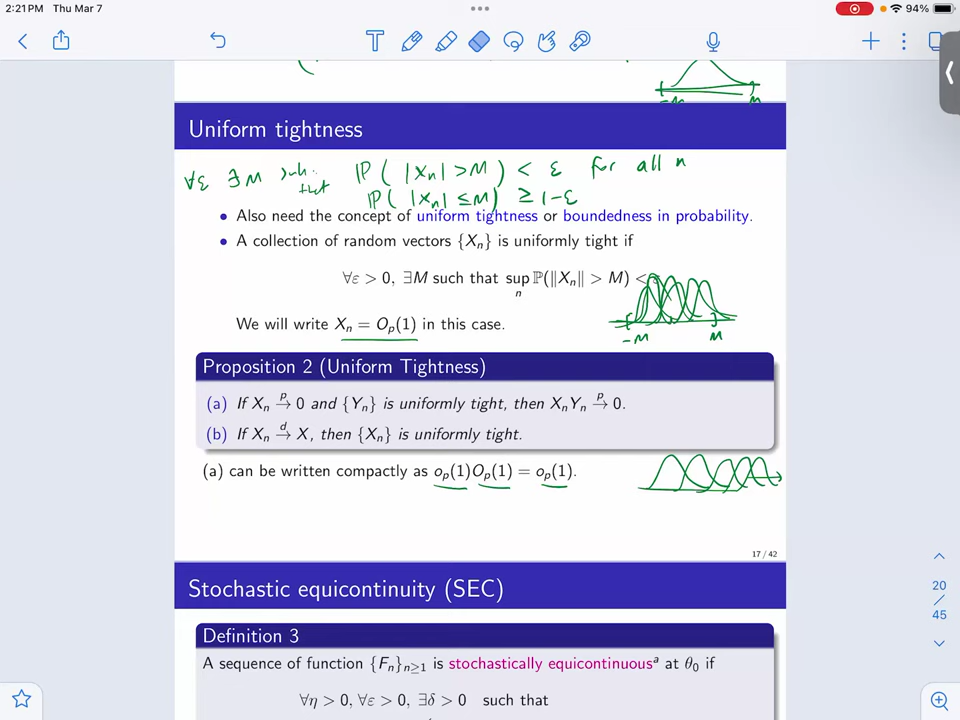 2:21 PM Thu Mar 7
94%
-M M
Uniform tightness
∀ε ∃M such that ℙ( |Xn| > M ) < ε for all n
ℙ( |Xn| ≤ M ) ≥ 1-ε
• Also need the concept of uniform tightness or boundedness in probability.
• A collection of random vectors {Xn} is uniformly tight if
∀ε > 0, ∃M such that sup_n ℙ(‖Xn‖ > M) <
-M M
We will write Xn = Op(1) in this case.
Proposition 2 (Uniform Tightness)
(a) If Xn →p 0 and {Yn} is uniformly tight, then XnYn →p 0.
(b) If Xn →d X, then {Xn} is uniformly tight.
(a) can be written compactly as op(1)Op(1) = op(1).
17 / 42
Stochastic equicontinuity (SEC)
Definition 3
A sequence of function {Fn}n≥1 is stochastically equicontinuousᵃ at θ0 if
∀η > 0, ∀ε > 0, ∃δ > 0 such that
20
/
45